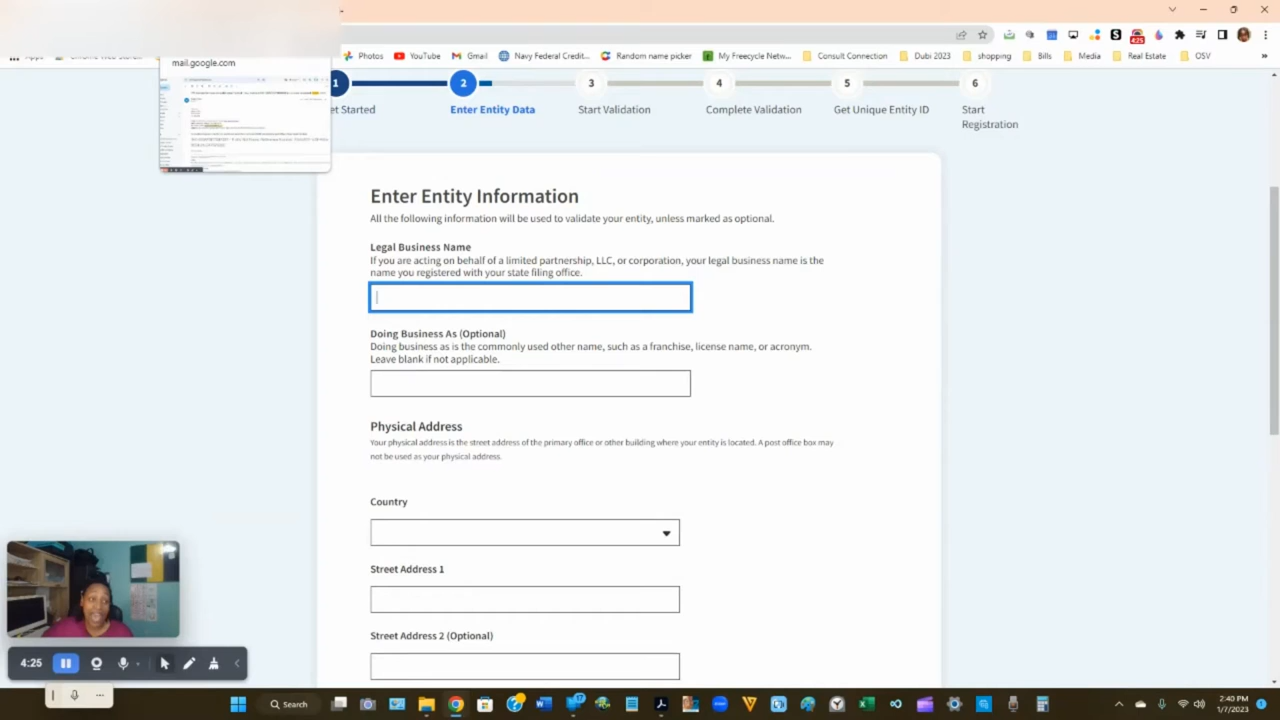 Photos
YouTube
Gmail
Navy Federal Credit...
Random name picker
My Freecycle Netw...
Consult Connection with Cubi 2023
shopping
Bills
Media
Real Estate
OSV
S
4:25
mail.google.com
1
2
5
6
t Started
Enter Entity Data
Start Validation
Complete Validation
Get Unique Entity ID
Start
Registration
Enter Entity Information
All the following information will be used to validate your entity, unless marked as optional.
Legal Business Name
If you are acting on behalf of a limited partnership, LLC, or corporation, your legal business name is the
name you registered with your state filing office.
Doing Business As (Optional)
Doing business as is the commonly used other name, such as a franchise, license name, or acronym.
Leave blank if not applicable.
Physical Address
Your physical address is the street address of the primary office or other building where your entity is located. A post office box may
not be used as your physical address.
Country
Street Address 1
Street Address 2 (Optional)
4:25
Search
2:40 PM
1/7/2023